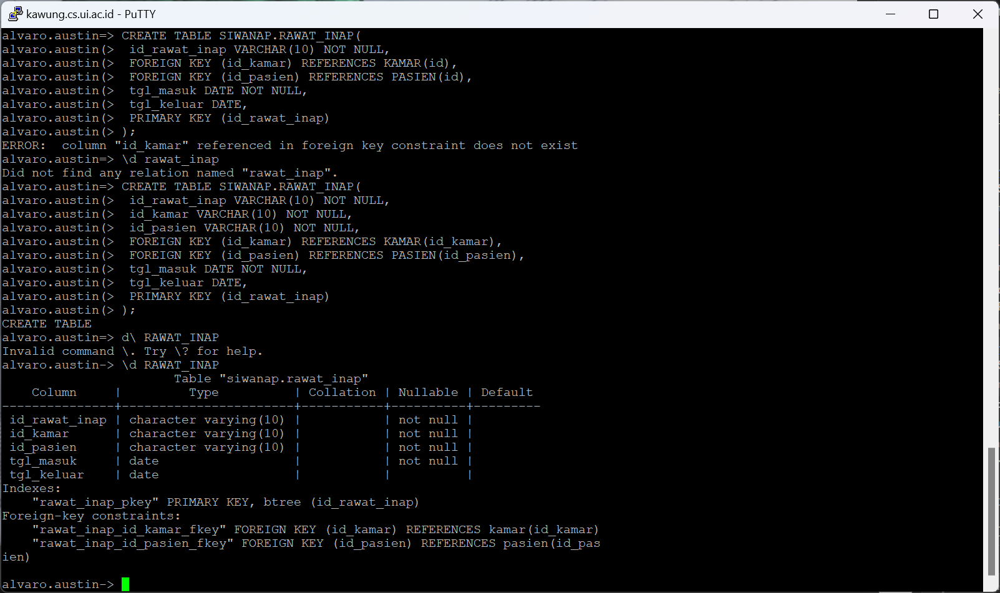 kawung.cs.ui.ac.id - PuTTY
alvaro.austin=> CREATE TABLE SIWANAP.RAWAT_INAP(
alvaro.austin(>  id_rawat_inap VARCHAR(10) NOT NULL,
alvaro.austin(>  FOREIGN KEY (id_kamar) REFERENCES KAMAR(id),
alvaro.austin(>  FOREIGN KEY (id_pasien) REFERENCES PASIEN(id),
alvaro.austin(>  tgl_masuk DATE NOT NULL,
alvaro.austin(>  tgl_keluar DATE,
alvaro.austin(>  PRIMARY KEY (id_rawat_inap)
alvaro.austin(> );
ERROR:  column "id_kamar" referenced in foreign key constraint does not exist
alvaro.austin=> \d rawat_inap
Did not find any relation named "rawat_inap".
alvaro.austin=> CREATE TABLE SIWANAP.RAWAT_INAP(
alvaro.austin(>  id_rawat_inap VARCHAR(10) NOT NULL,
alvaro.austin(>  id_kamar VARCHAR(10) NOT NULL,
alvaro.austin(>  id_pasien VARCHAR(10) NOT NULL,
alvaro.austin(>  FOREIGN KEY (id_kamar) REFERENCES KAMAR(id_kamar),
alvaro.austin(>  FOREIGN KEY (id_pasien) REFERENCES PASIEN(id_pasien),
alvaro.austin(>  tgl_masuk DATE NOT NULL,
alvaro.austin(>  tgl_keluar DATE,
alvaro.austin(>  PRIMARY KEY (id_rawat_inap)
alvaro.austin(> );
CREATE TABLE
alvaro.austin=> d\ RAWAT_INAP
Invalid command \. Try \? for help.
alvaro.austin-> \d RAWAT_INAP
                       Table "siwanap.rawat_inap"
    Column     |         Type          | Collation | Nullable | Default
---------------+-----------------------+-----------+----------+---------
 id_rawat_inap | character varying(10) |           | not null |
 id_kamar      | character varying(10) |           | not null |
 id_pasien     | character varying(10) |           | not null |
 tgl_masuk     | date                  |           | not null |
 tgl_keluar    | date                  |           |          |
Indexes:
    "rawat_inap_pkey" PRIMARY KEY, btree (id_rawat_inap)
Foreign-key constraints:
    "rawat_inap_id_kamar_fkey" FOREIGN KEY (id_kamar) REFERENCES kamar(id_kamar)
    "rawat_inap_id_pasien_fkey" FOREIGN KEY (id_pasien) REFERENCES pasien(id_pas
ien)
alvaro.austin->